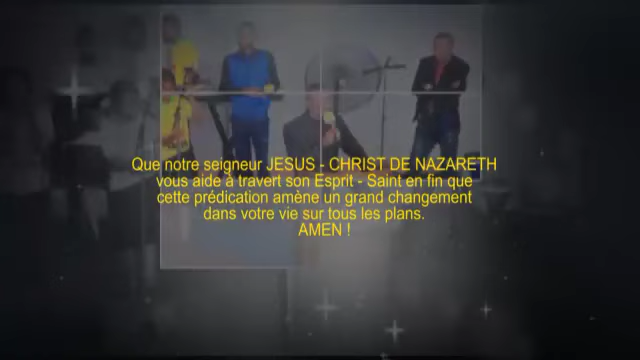 Que notre seigneur JESUS - CHRIST DE NAZARETH
vous aide à travert son Esprit - Saint en fin que
cette prédication amène un grand changement
dans votre vie sur tous les plans.
AMEN !